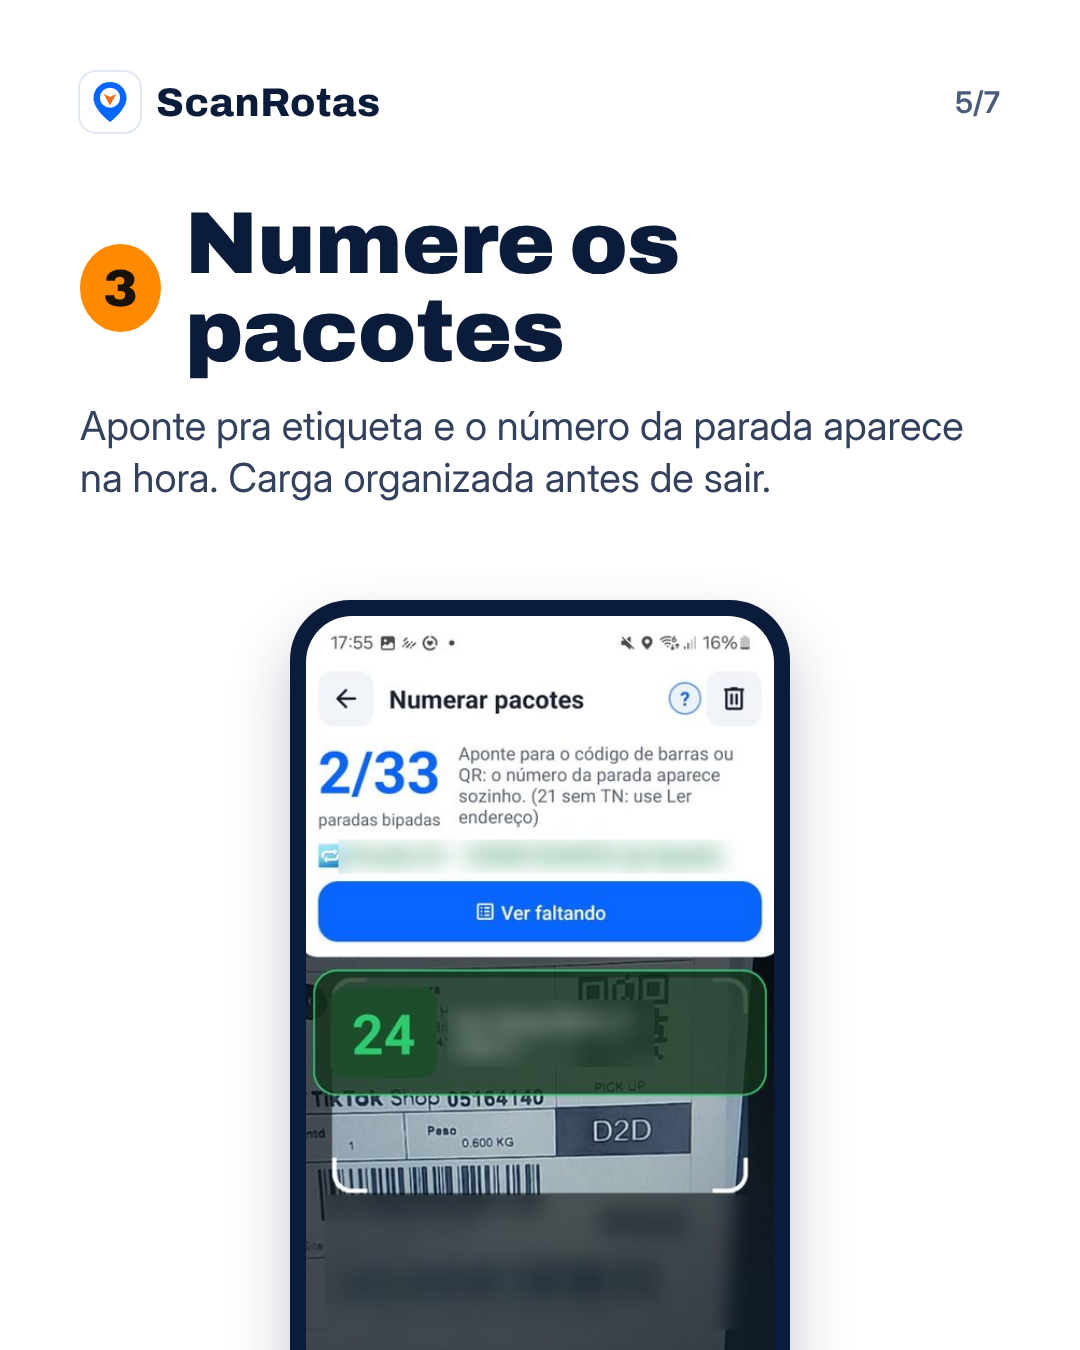 ScanRotas
5/7
3
Numere os
pacotes
Aponte pra etiqueta e o número da parada aparece
na hora. Carga organizada antes de sair.
17:55
16%
Numerar pacotes
?
2/33
paradas bipadas
Aponte para o código de barras ou
QR: o número da parada aparece
sozinho. (21 sem TN: use Ler
endereço)
Ver faltando
24
PICK UP
TikTok Shop 05164140
D2D
Peso
1
0.600 KG